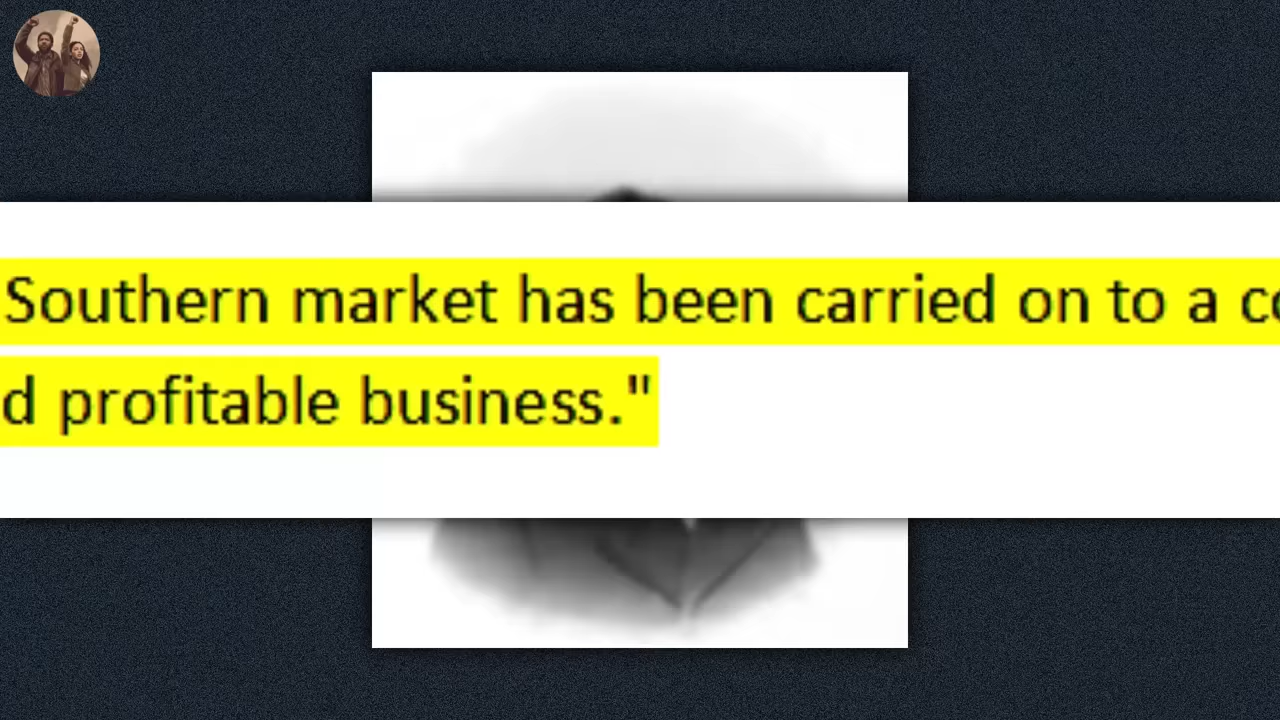 Southern market has been carried on to a
d profitable business."